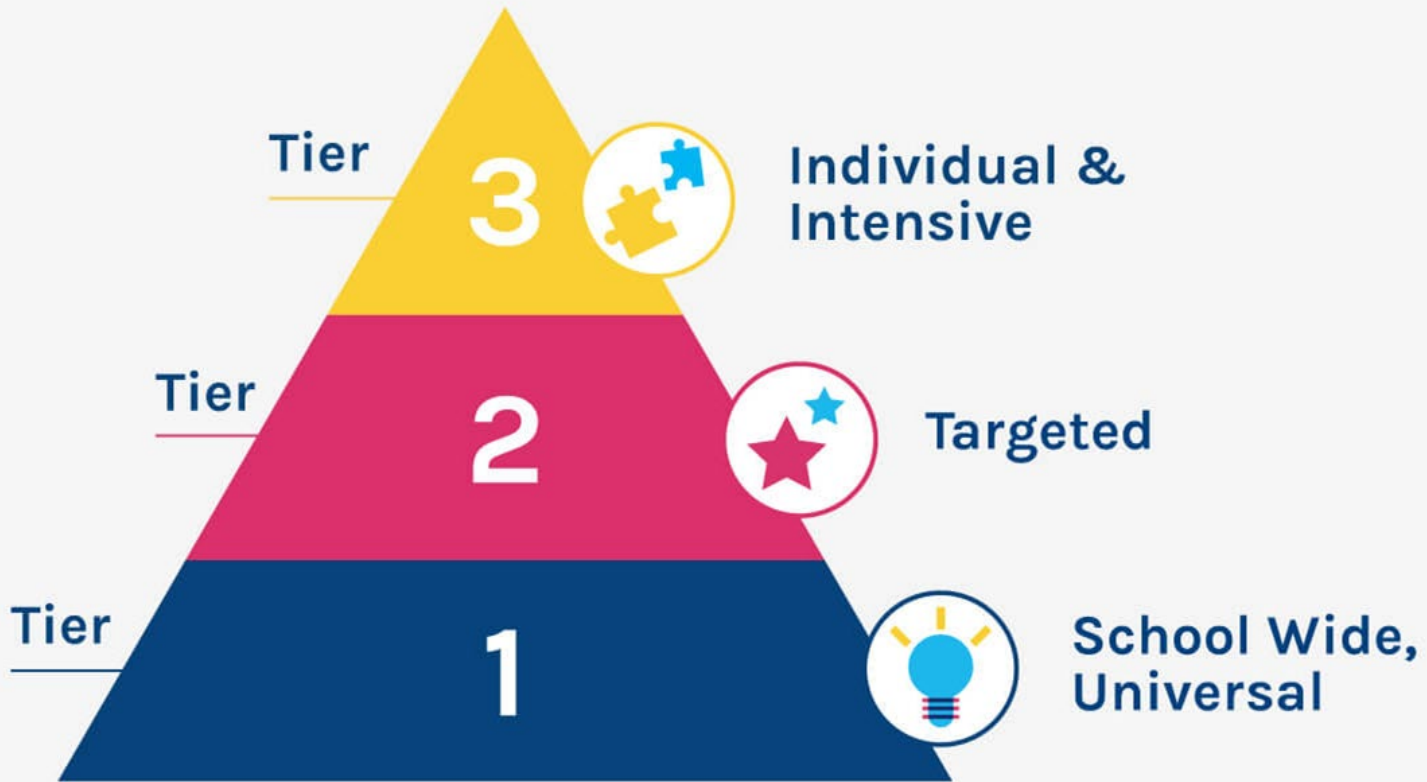 Tier
3
Individual &
Intensive
Tier
2
Targeted
Tier
1
School Wide,
Universal